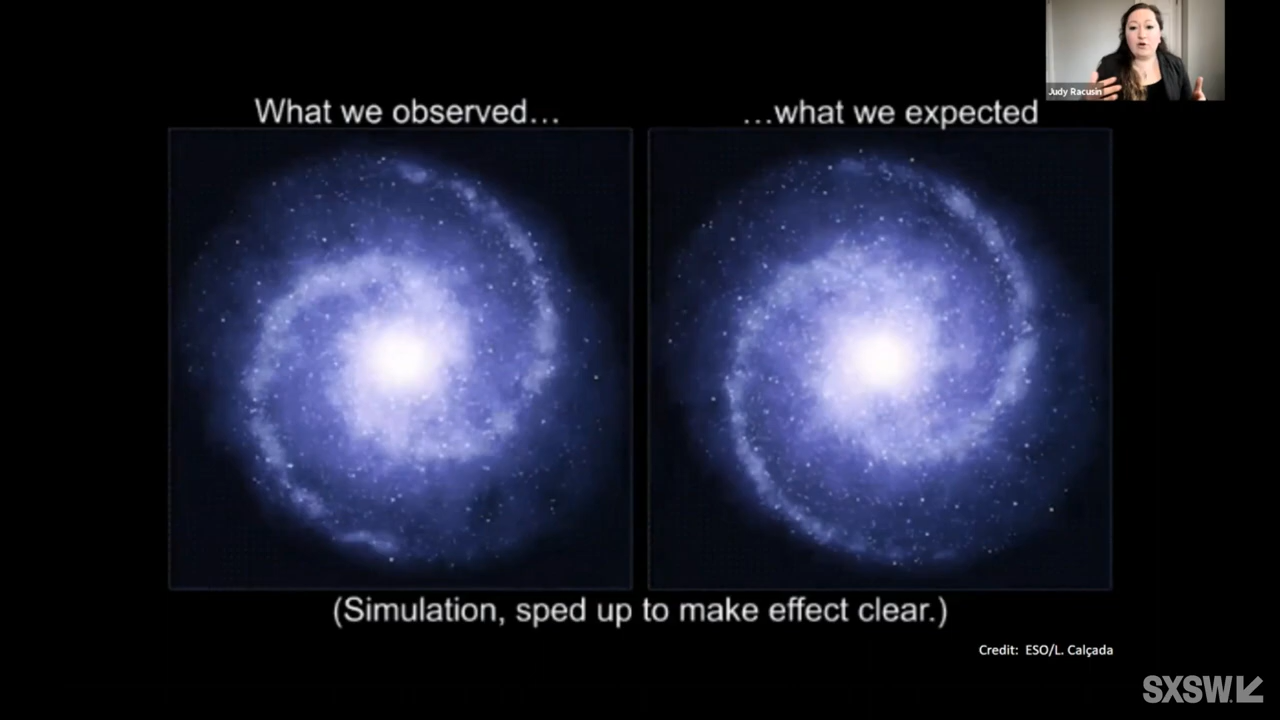 Judy Racusin
What we observed…
…what we expected
(Simulation, sped up to make effect clear.)
Credit: ESO/L. Calçada
SXSW